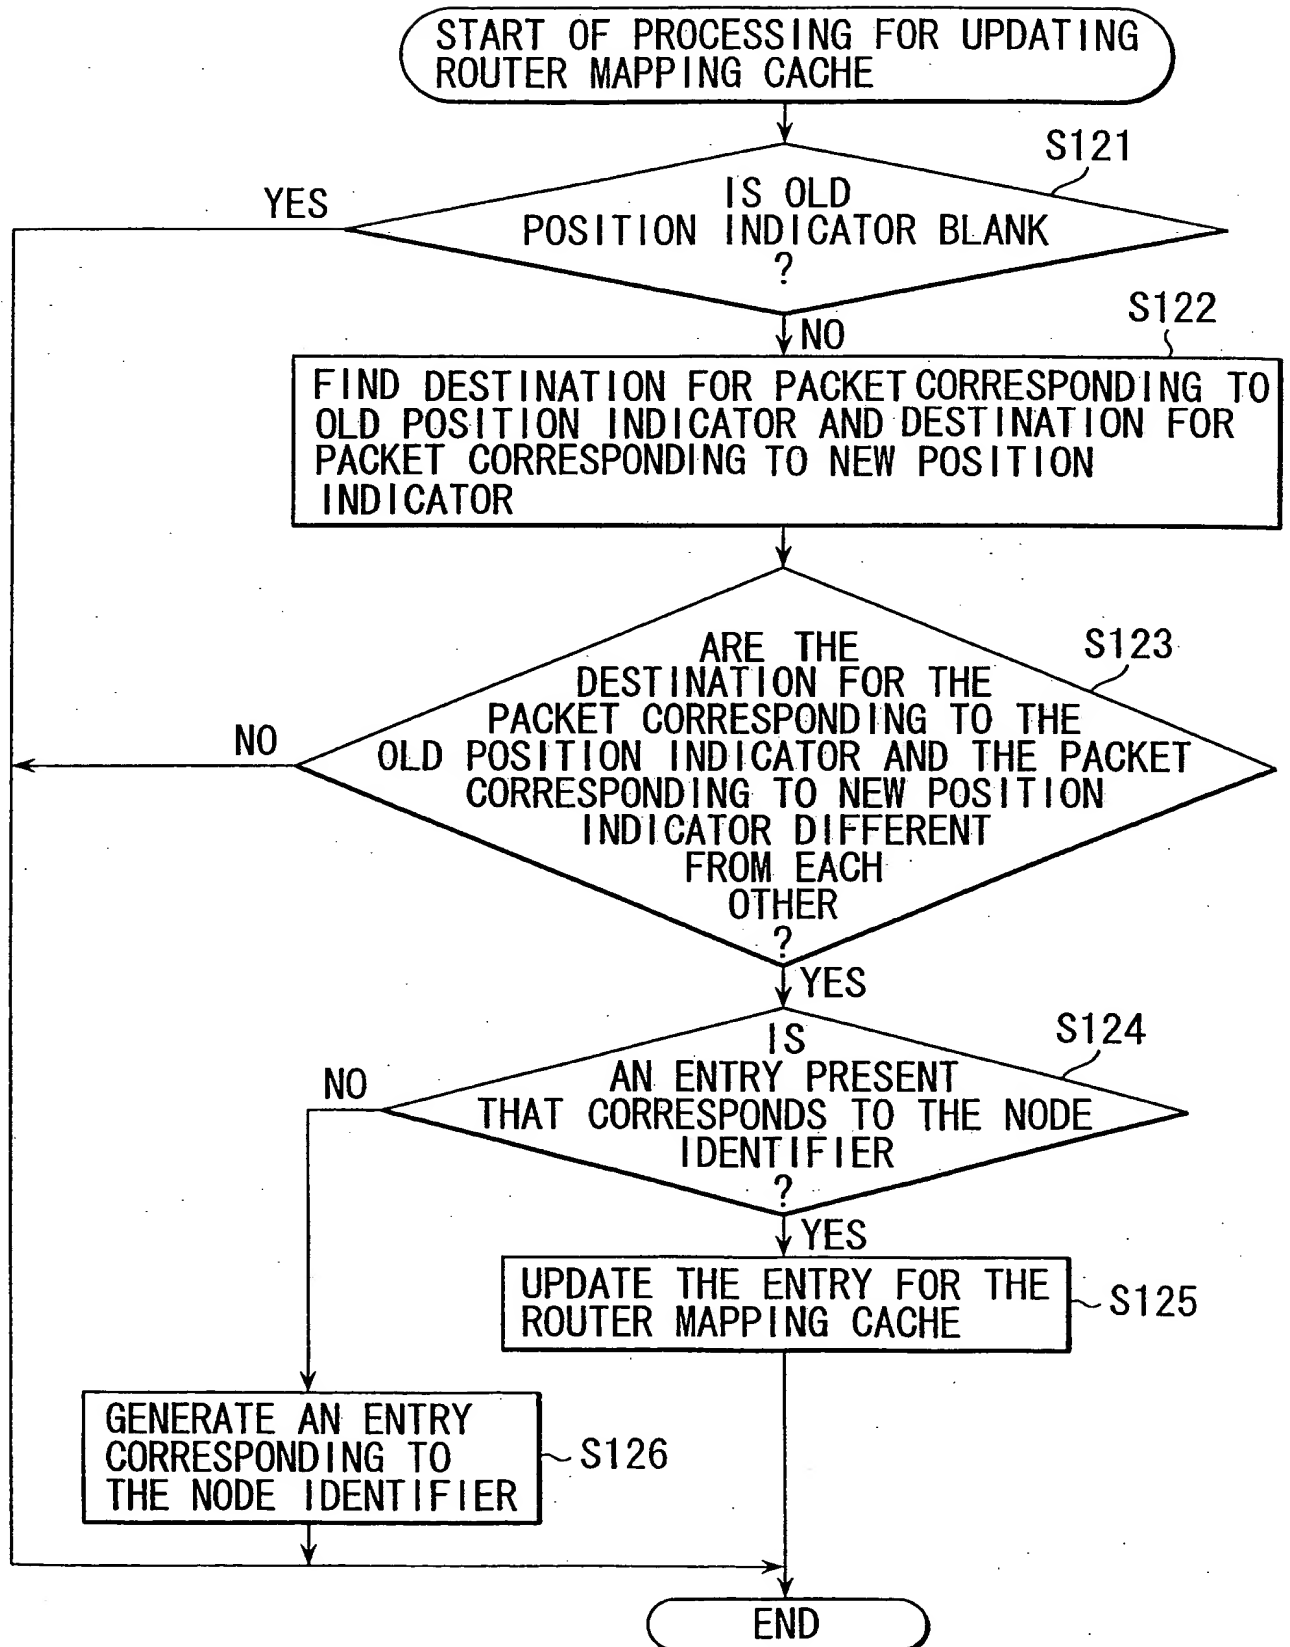 START OF PROCESSING FOR UPDATING
ROUTER MAPPING CACHE
S121
YES
IS OLD
POSITION INDICATOR BLANK
?
S122
NO
FIND DESTINATION FOR PACKET CORRESPONDING TO
OLD POSITION INDICATOR AND DESTINATION FOR
PACKET CORRESPONDING TO NEW POSITION
INDICATOR
S123
ARE THE
DESTINATION FOR THE
PACKET CORRESPONDING TO THE
NO
OLD POSITION INDICATOR AND THE PACKET
CORRESPONDING TO NEW POSITION
INDICATOR DIFFERENT
FROM EACH
OTHER
?
YES
S124
IS
NO
AN ENTRY PRESENT
THAT CORRESPONDS TO THE NODE
IDENTIFIER
?
YES
UPDATE THE ENTRY FOR THE
ROUTER MAPPING CACHE
S125
GENERATE AN ENTRY
CORRESPONDING TO
THE NODE IDENTIFIER
S126
END